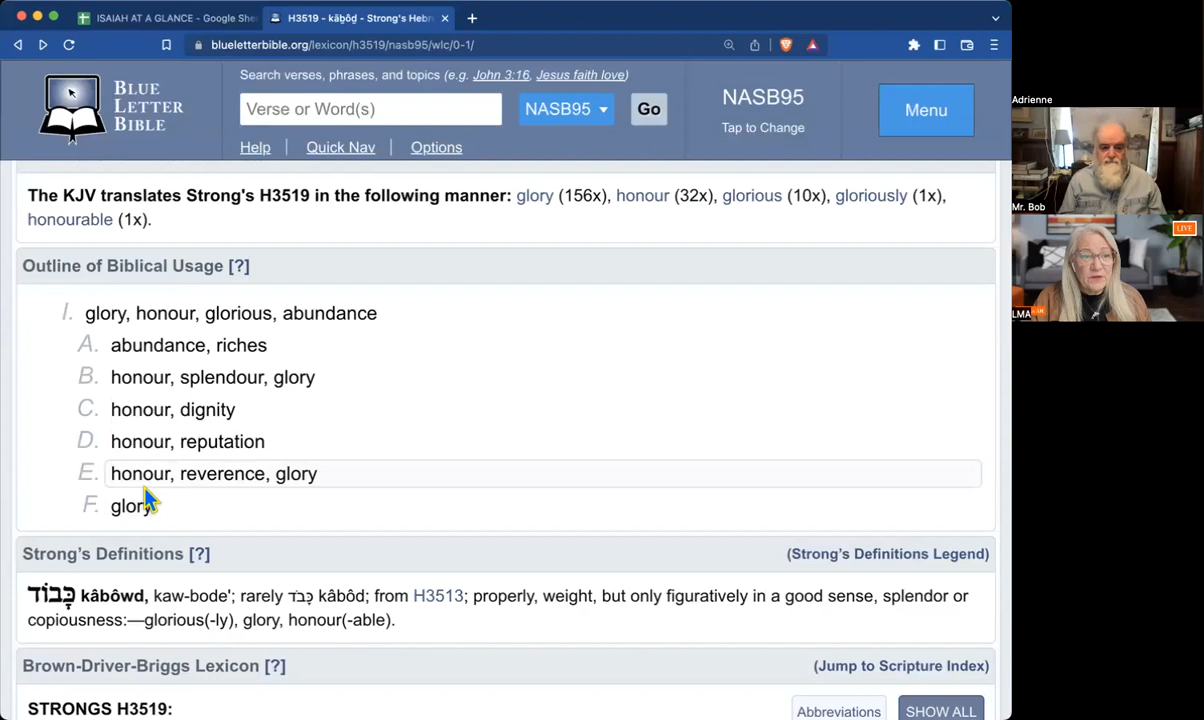 ISAIAH AT A GLANCE - Google She
H3519 - kāḇôḏ - Strong's Hebr
blueletterbible.org/lexicon/h3519/nasb95/wlc/0-1/
BLUE
LETTER
BIBLE
Search verses, phrases, and topics (e.g. John 3:16, Jesus faith love)
Verse or Word(s)
NASB95
Go
Help
Quick Nav
Options
NASB95
Tap to Change
Menu
The KJV translates Strong's H3519 in the following manner: glory (156x), honour (32x), glorious (10x), gloriously (1x),
honourable (1x).
Outline of Biblical Usage [?]
I. glory, honour, glorious, abundance
A. abundance, riches
B. honour, splendour, glory
C. honour, dignity
D. honour, reputation
E. honour, reverence, glory
F. glory
Strong's Definitions [?]
(Strong's Definitions Legend)
כָּבוֹד kâbôwd, kaw-bode'; rarely כָּבֹד kâbôd; from H3513; properly, weight, but only figuratively in a good sense, splendor or
copiousness:—glorious(-ly), glory, honour(-able).
Brown-Driver-Briggs Lexicon [?]
(Jump to Scripture Index)
STRONGS H3519:
Abbreviations
SHOW ALL
Adrienne
Mr. Bob
LIVE
LMA